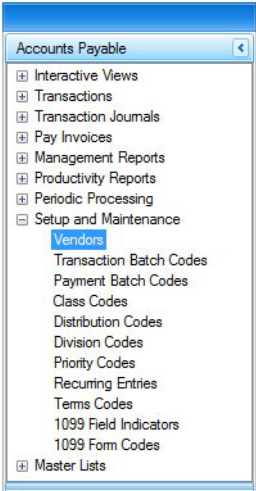 Accounts Payable
Interactive Views
Transactions
Transaction Journals
Pay Invoices
Management Reports
Productivity Reports
Periodic Processing
Setup and Maintenance
Vendors
Transaction Batch Codes
Payment Batch Codes
Class Codes
Distribution Codes
Division Codes
Priority Codes
Recurring Entries
Terms Codes
1099 Field Indicators
1099 Form Codes
Master Lists